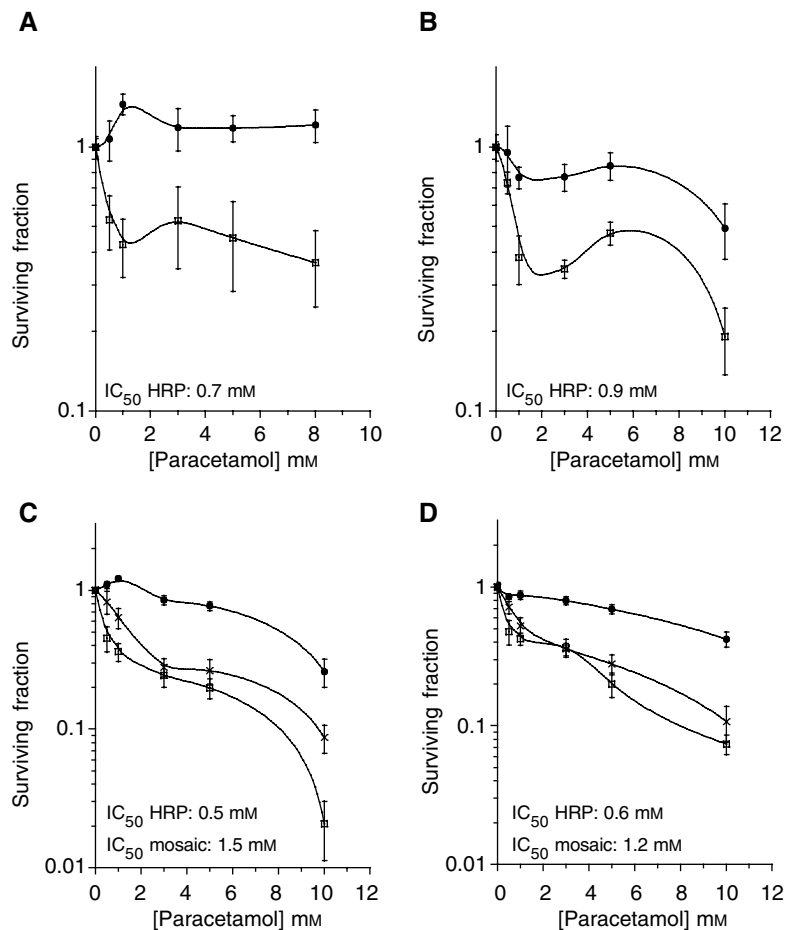 A
B
1
0.1
Surviving fraction
IC50 HRP: 0.7 mM
0 2 4 6 8 10
[Paracetamol] mM
1
0.1
Surviving fraction
IC50 HRP: 0.9 mM
0 2 4 6 8 10 12
[Paracetamol] mM
C
D
1
0.1
0.01
Surviving fraction
IC50 HRP: 0.5 mM
IC50 mosaic: 1.5 mM
0 2 4 6 8 10 12
[Paracetamol] mM
1
0.1
0.01
Surviving fraction
IC50 HRP: 0.6 mM
IC50 mosaic: 1.2 mM
0 2 4 6 8 10 12
[Paracetamol] mM